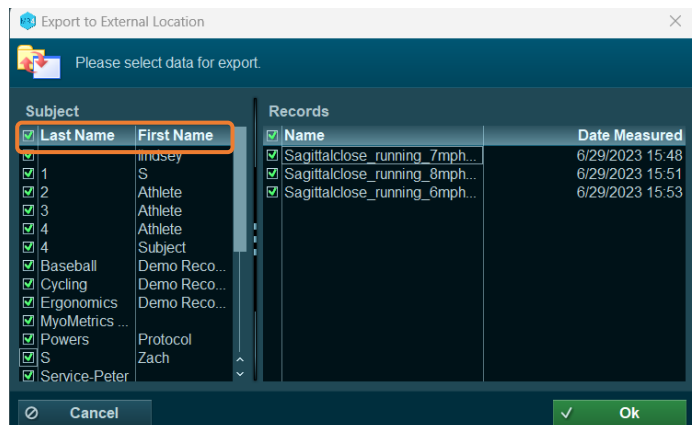 Export to External Location
Please select data for export.
Subject
Last Name First Name
lindsey
1 S
2 Athlete
3 Athlete
4 Athlete
4 Subject
Baseball Demo Reco...
Cycling Demo Reco...
Ergonomics Demo Reco...
MyoMetrics ...
Powers Protocol
S Zach
Service-Peter
Records
Name Date Measured
Sagittalclose_running_7mph... 6/29/2023 15:48
Sagittalclose_running_8mph... 6/29/2023 15:51
Sagittalclose_running_6mph... 6/29/2023 15:53
Cancel
Ok